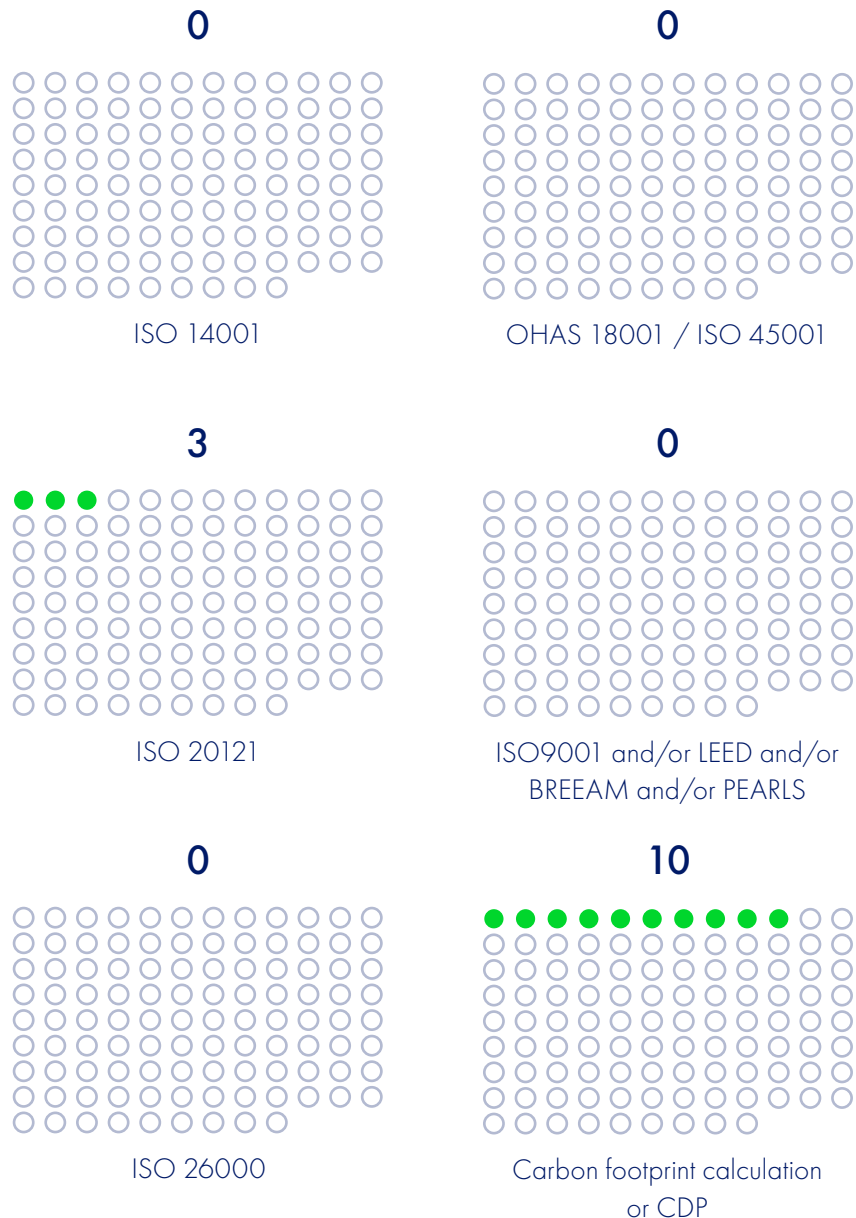 0
0
ISO 14001
OHAS 18001 / ISO 45001
3
0
ISO 20121
ISO9001 and/or LEED and/or
BREEAM and/or PEARLS
0
10
ISO 26000
Carbon footprint calculation
or CDP